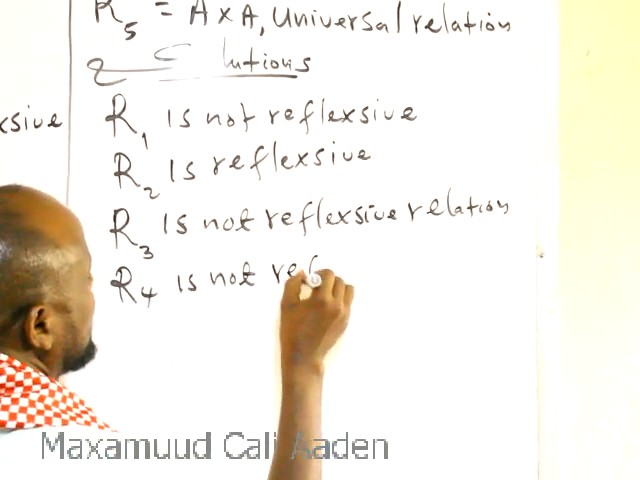 R5 = A x A, Universal relation
lutions
xsive
R1 is not reflexsive
R2 is reflexsive
R3 is not reflexsive relation
R4 is not ref
Maxamuud Cali Aaden